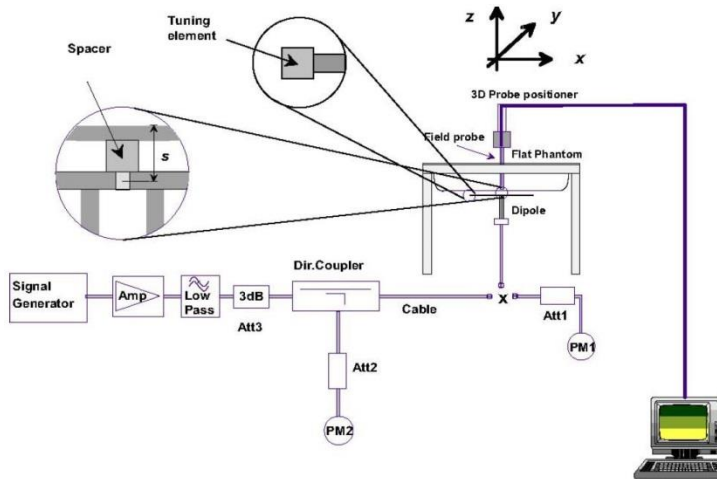 Tuning
element
z
y
x
Spacer
s
3D Probe positioner
Field probe
Flat Phantom
Dipole
Dir.Coupler
Signal
Generator
Amp
Low
Pass
3dB
Att3
Cable
x
Att1
PM1
Att2
PM2